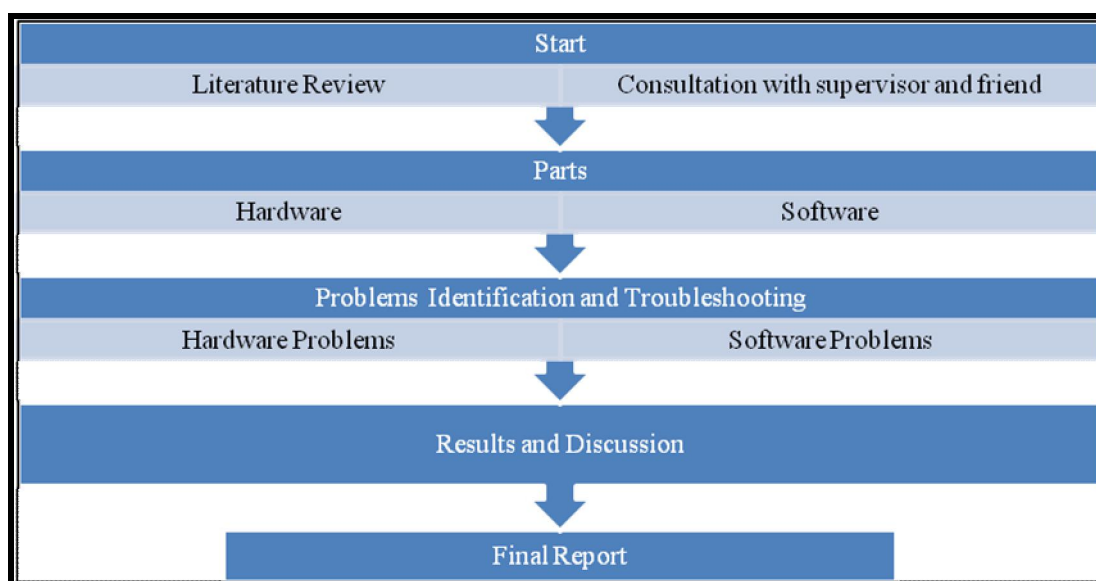 Start
Literature Review
Consultation with supervisor and friend
Parts
Hardware
Software
Problems Identification and Troubleshooting
Hardware Problems
Software Problems
Results and Discussion
Final Report